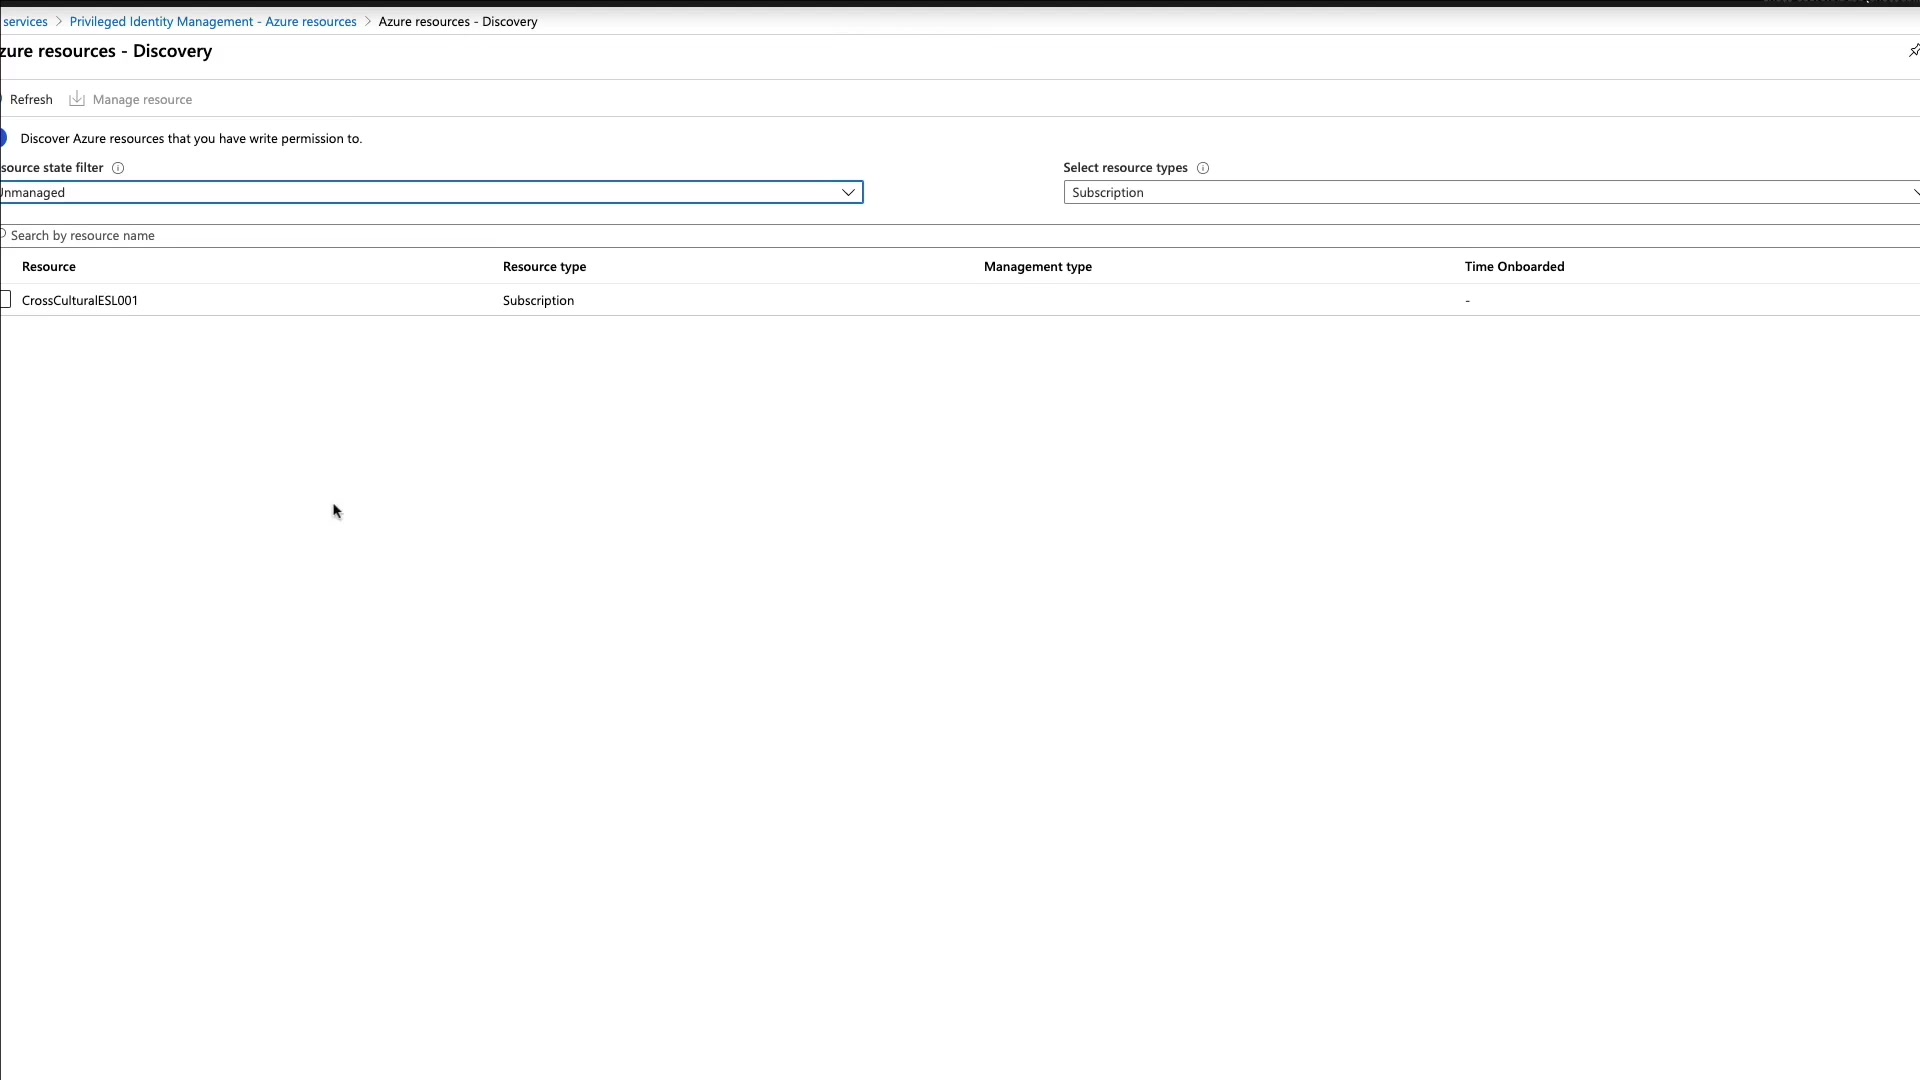 services > Privileged Identity Management - Azure resources > Azure resources - Discovery
zure resources - Discovery
Refresh Manage resource
Discover Azure resources that you have write permission to.
source state filter Select resource types
Unmanaged Subscription
Search by resource name
Resource Resource type Management type Time Onboarded
CrossCulturalESL001 Subscription -